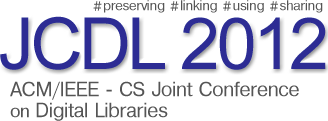 #preserving #linking #using #sharing
JCDL 2012
ACM/IEEE - CS Joint Conference
on Digital Libraries